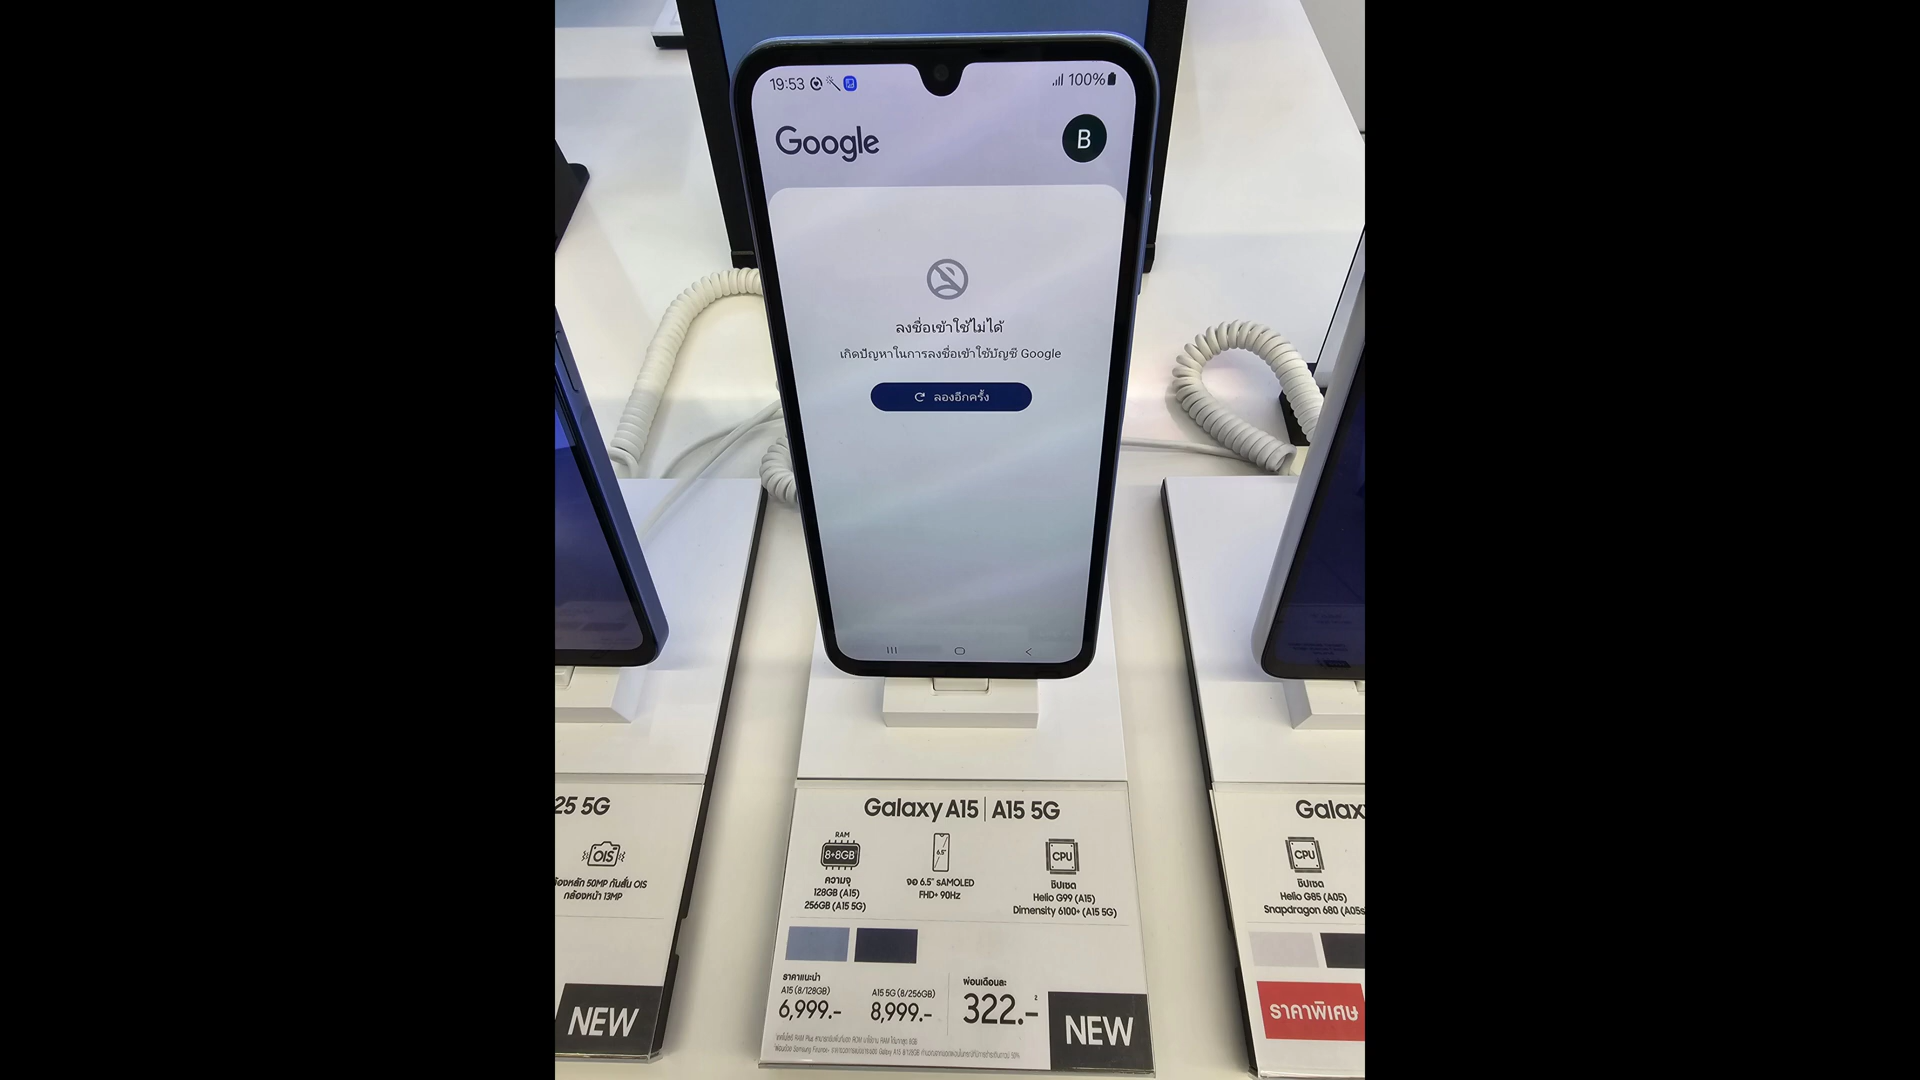 19:53
100%
Google
B
ลงชื่อเข้าใช้ไม่ได้
เกิดปัญหาในการลงชื่อเข้าใช้บัญชี Google
ลองอีกครั้ง
25 5G
OIS
กล้องหลัก 50MP กันสั่น OIS
กล้องหน้า 13MP
NEW
Galaxy A15 | A15 5G
RAM
8+8GB
ความจุ
128GB (A15)
256GB (A15 5G)
6.5"
จอ 6.5" sAMOLED
FHD+ 90Hz
CPU
ชิปเซต
Helio G99 (A15)
Dimensity 6100+ (A15 5G)
ราคาแนะนำ
A15 (8/128GB)
6,999.-
A15 5G (8/256GB)
8,999.-
ผ่อนเดือนละ
322.-
2
NEW
Galax
CPU
ชิปเซต
Helio G85 (A05)
Snapdragon 680 (A05s
ราคาพิเศษ